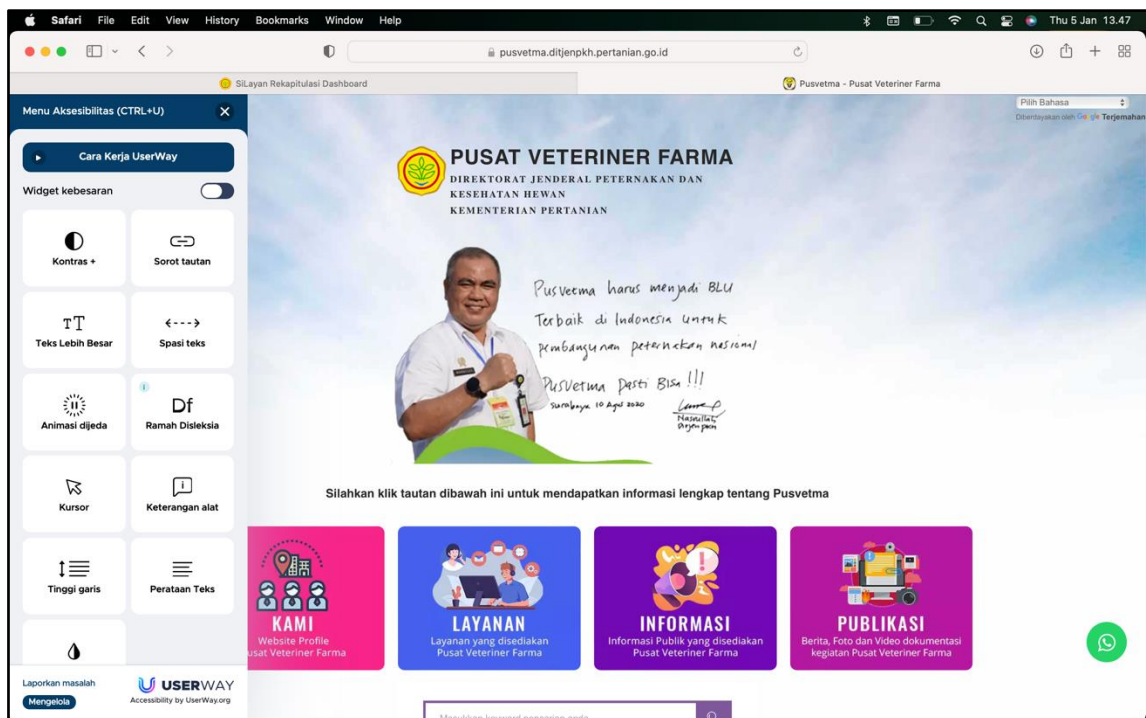 Safari File Edit View History Bookmarks Window Help Thu 5 Jan 13.47
pusvetma.ditjenpkh.pertanian.go.id
SiLayan Rekapitulasi Dashboard
Pusvetma - Pusat Veteriner Farma
Menu Aksesibilitas (CTRL+U)
Cara Kerja UserWay
Widget kebesaran
Kontras +
Sorot tautan
TT
Teks Lebih Besar
Spasi teks
Animasi dijeda
Df
Ramah Disleksia
Kursor
Keterangan alat
Tinggi garis
Perataan Teks
Laporkan masalah
Mengelola
USERWAY
Accessibility by UserWay.org
Pilih Bahasa
Diberdayakan oleh Google Terjemahan
PUSAT VETERINER FARMA
DIREKTORAT JENDERAL PETERNAKAN DAN
KESEHATAN HEWAN
KEMENTERIAN PERTANIAN
Pusvetma harus menjadi BLU
Terbaik di Indonesia untuk
pembangunan peternakan nasional
Pusvetma Pasti Bisa !!!
Surabaya 10 Agus 2020
Nasrullah
Silahkan klik tautan dibawah ini untuk mendapatkan informasi lengkap tentang Pusvetma
KAMI
Website Profile
usat Veteriner Farma
LAYANAN
Layanan yang disediakan
Pusat Veteriner Farma
INFORMASI
Informasi Publik yang disediakan
Pusat Veteriner Farma
PUBLIKASI
Berita, Foto dan Video dokumentasi
kegiatan Pusat Veteriner Farma
Masukkan keyword pencarian anda